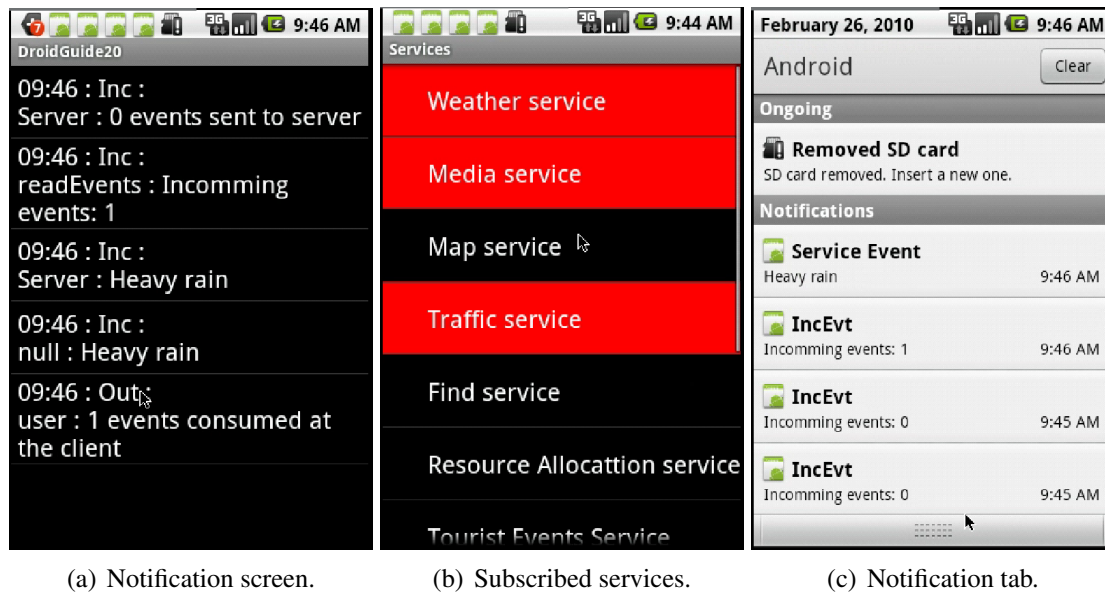 7
3G
9:46 AM
DroidGuide20
09:46 : Inc :
Server : 0 events sent to server
09:46 : Inc :
readEvents : Incomming
events: 1
09:46 : Inc :
Server : Heavy rain
09:46 : Inc :
null : Heavy rain
09:46 : Out :
user : 1 events consumed at
the client
(a) Notification screen.
3G
9:44 AM
Services
Weather service
Media service
Map service
Traffic service
Find service
Resource Allocattion service
Tourist Events Service
(b) Subscribed services.
February 26, 2010
3G
9:46 AM
Android
Clear
Ongoing
Removed SD card
SD card removed. Insert a new one.
Notifications
Service Event
Heavy rain 9:46 AM
IncEvt
Incomming events: 1 9:46 AM
IncEvt
Incomming events: 0 9:45 AM
IncEvt
Incomming events: 0 9:45 AM
(c) Notification tab.